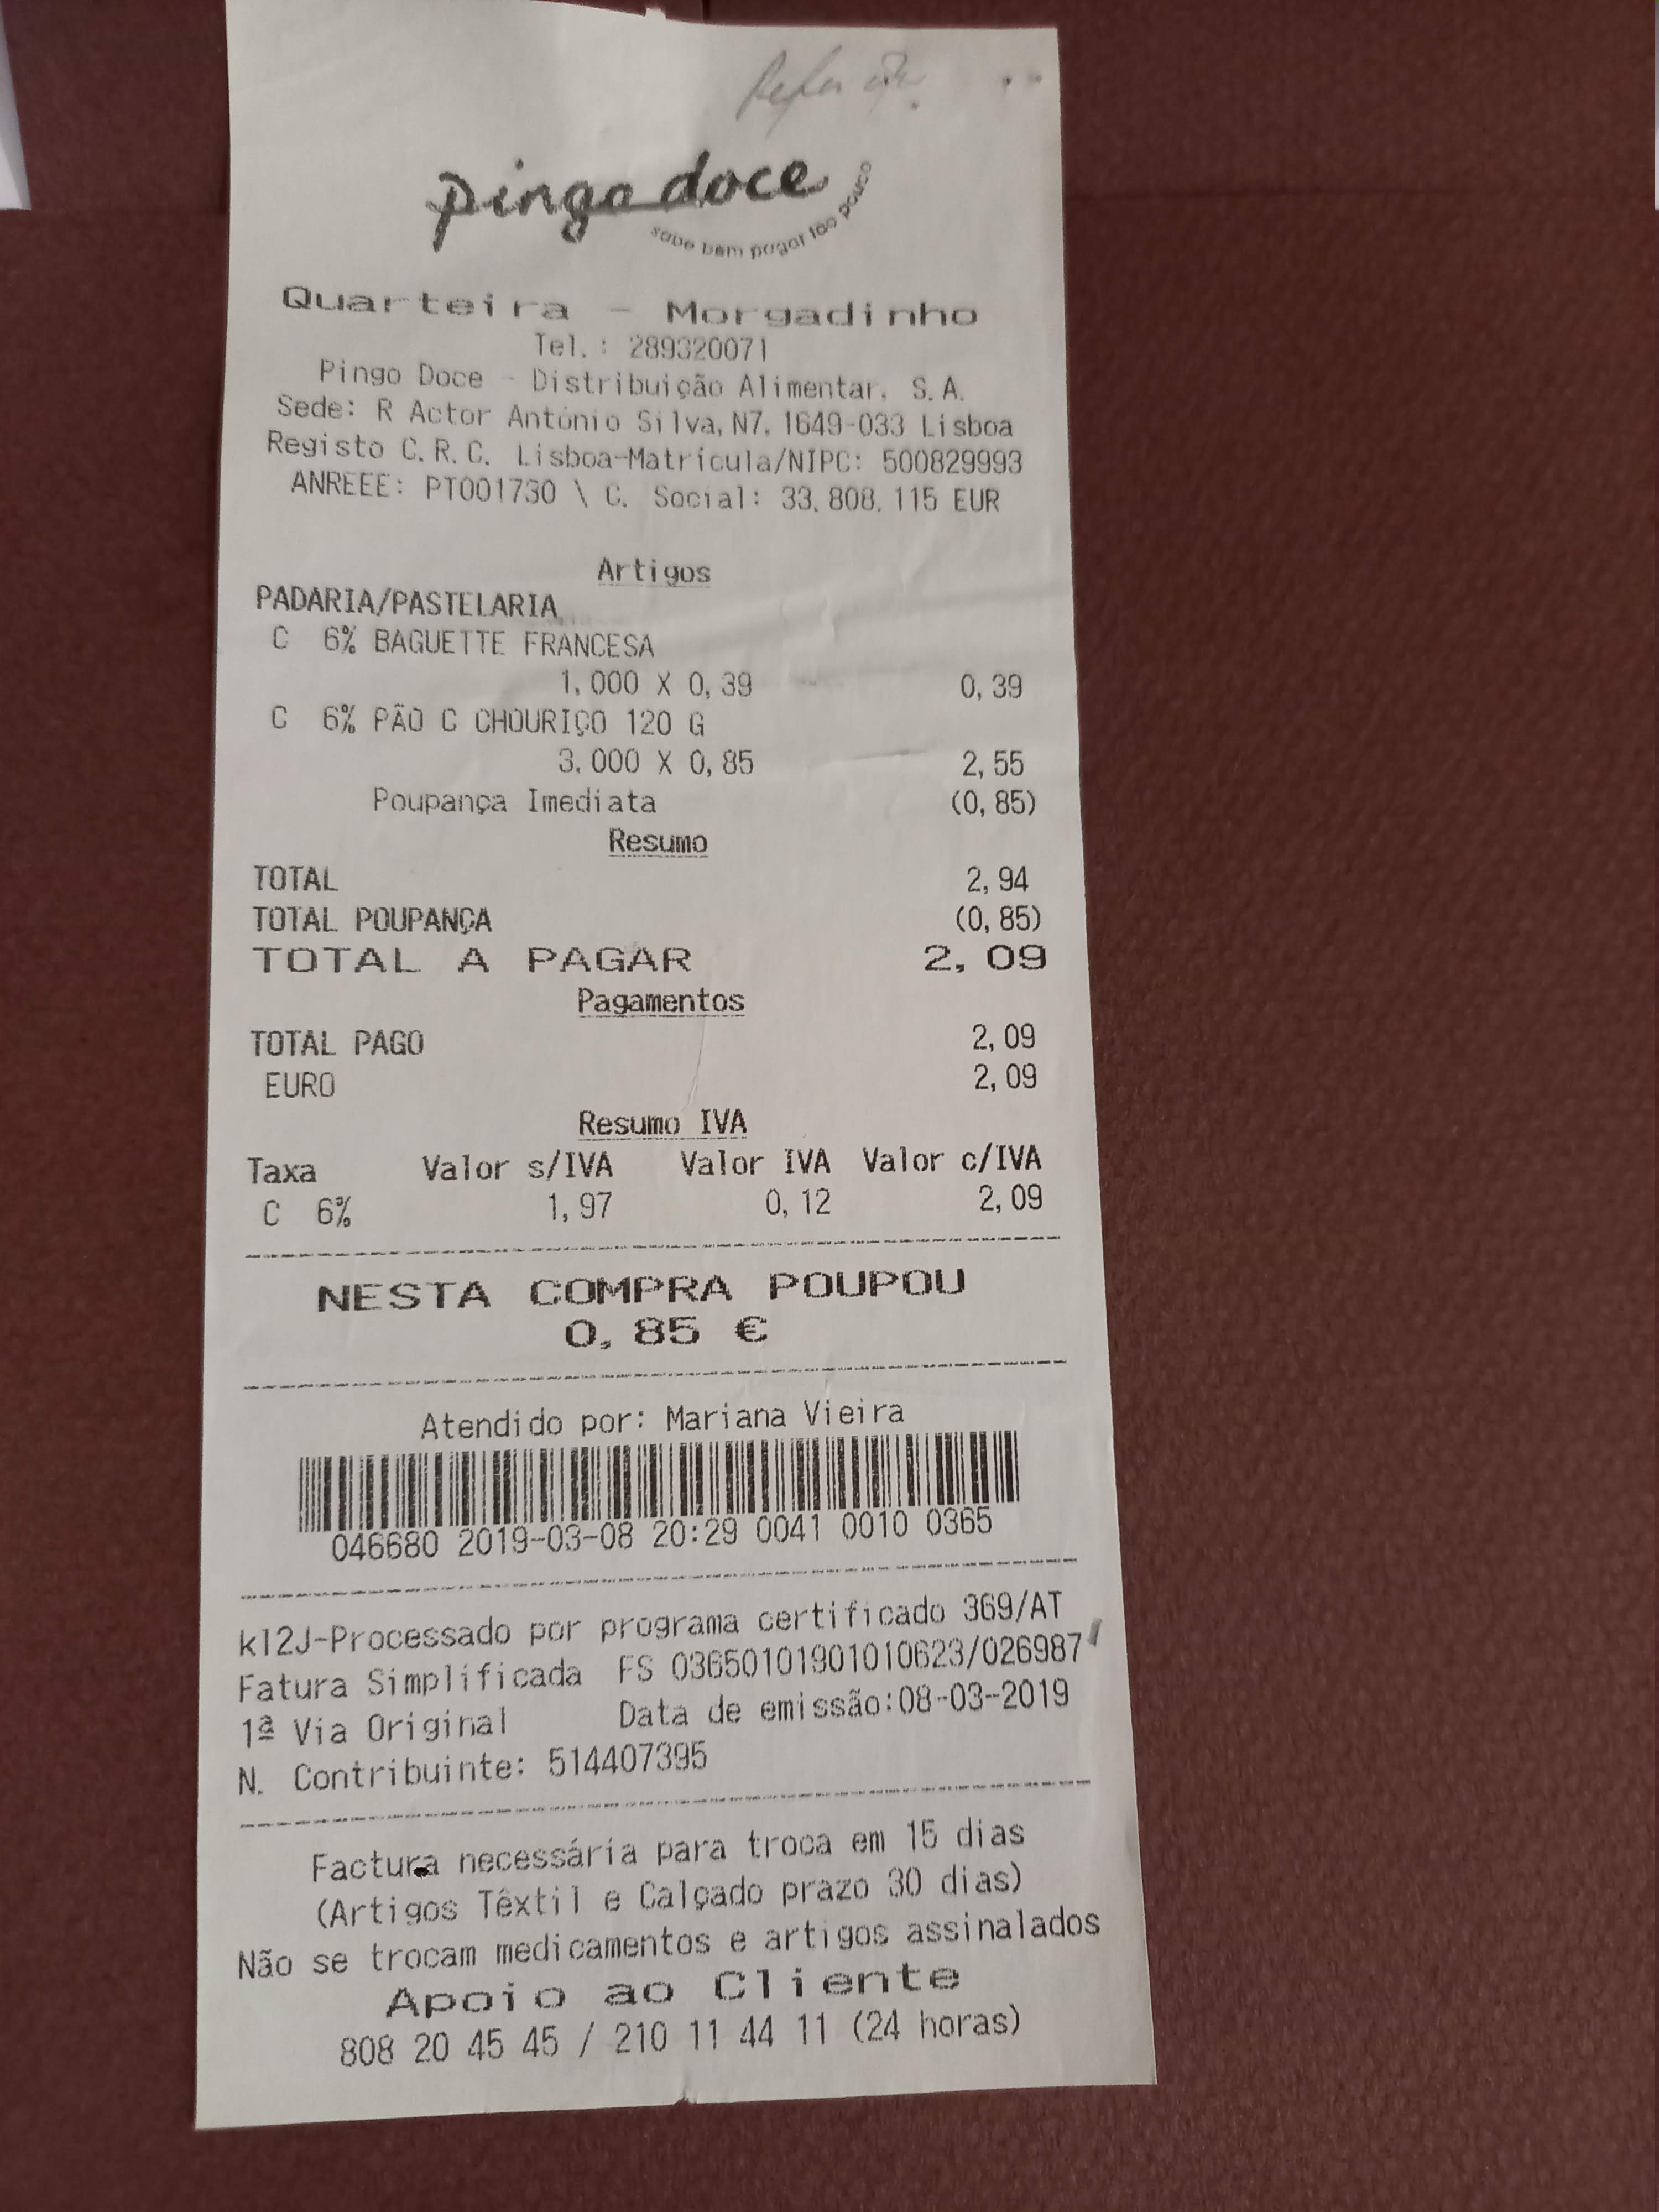 pingo doce
sabe bem pagar tão pouco
Quarteira - Morgadinho
Tel.: 289320071
Pingo Doce - Distribuição Alimentar, S.A.
Sede: R Actor António Silva, N7, 1649-033 Lisboa
Registo C.R.C. Lisboa-Matrícula/NIPC: 500829993
ANREEE: PT001730 \ C. Social: 33.808.115 EUR
Artigos
PADARIA/PASTELARIA
C 6% BAGUETTE FRANCESA
1,000 X 0,39 0,39
C 6% PÃO C CHOURIÇO 120 G
3,000 X 0,85 2,55
Poupança Imediata (0,85)
Resumo
TOTAL 2,94
TOTAL POUPANÇA (0,85)
TOTAL A PAGAR 2,09
Pagamentos
TOTAL PAGO 2,09
EURO 2,09
Resumo IVA
Taxa Valor s/IVA Valor IVA Valor c/IVA
C 6% 1,97 0,12 2,09
NESTA COMPRA POUPOU
0,85 €
Atendido por: Mariana Vieira
046680 2019-03-08 20:29 0041 0010 0365
kl2J-Processado por programa certificado 369/AT
Fatura Simplificada FS 03650101901010623/026987
1ª Via Original Data de emissão:08-03-2019
N. Contribuinte: 514407395
Factura necessária para troca em 15 dias
(Artigos Têxtil e Calçado prazo 30 dias)
Não se trocam medicamentos e artigos assinalados
Apoio ao Cliente
808 20 45 45 / 210 11 44 11 (24 horas)